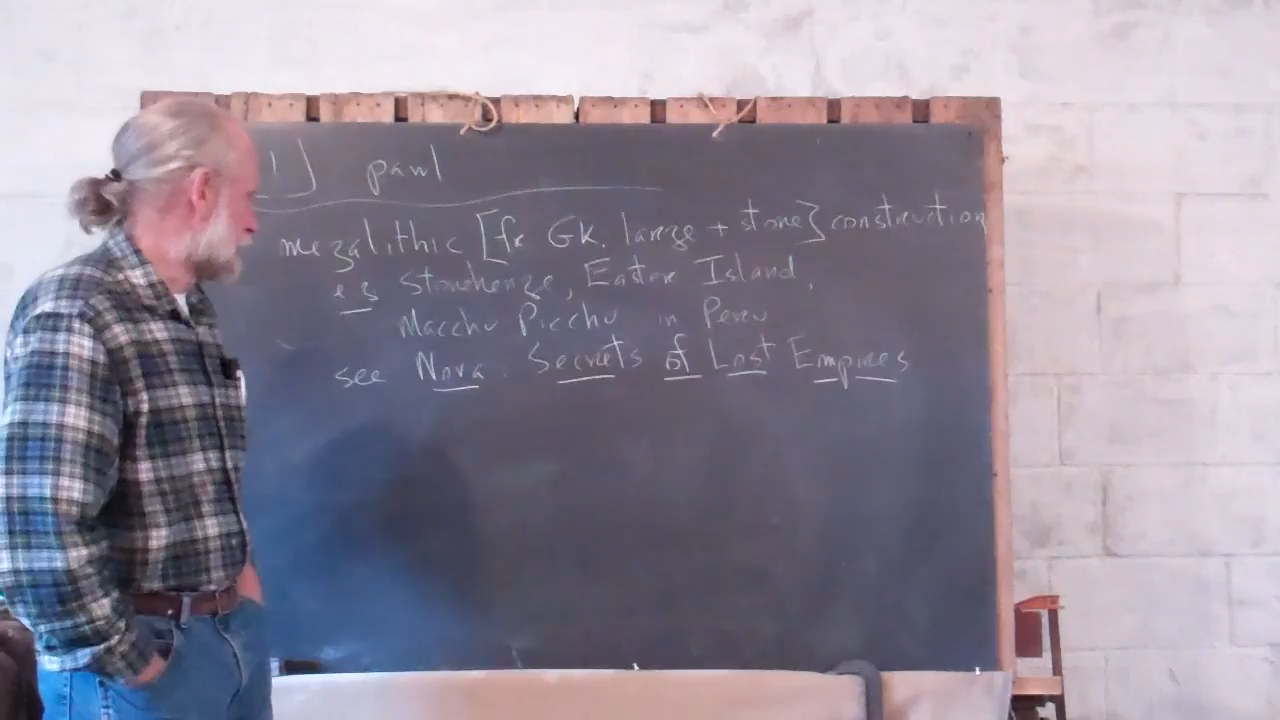 1] pawl
megalithic [fr Gk. large + stone} construction
eg Stonehenge, Easter Island,
Macchu Picchu in Peru
see Nova: Secrets of Lost Empires